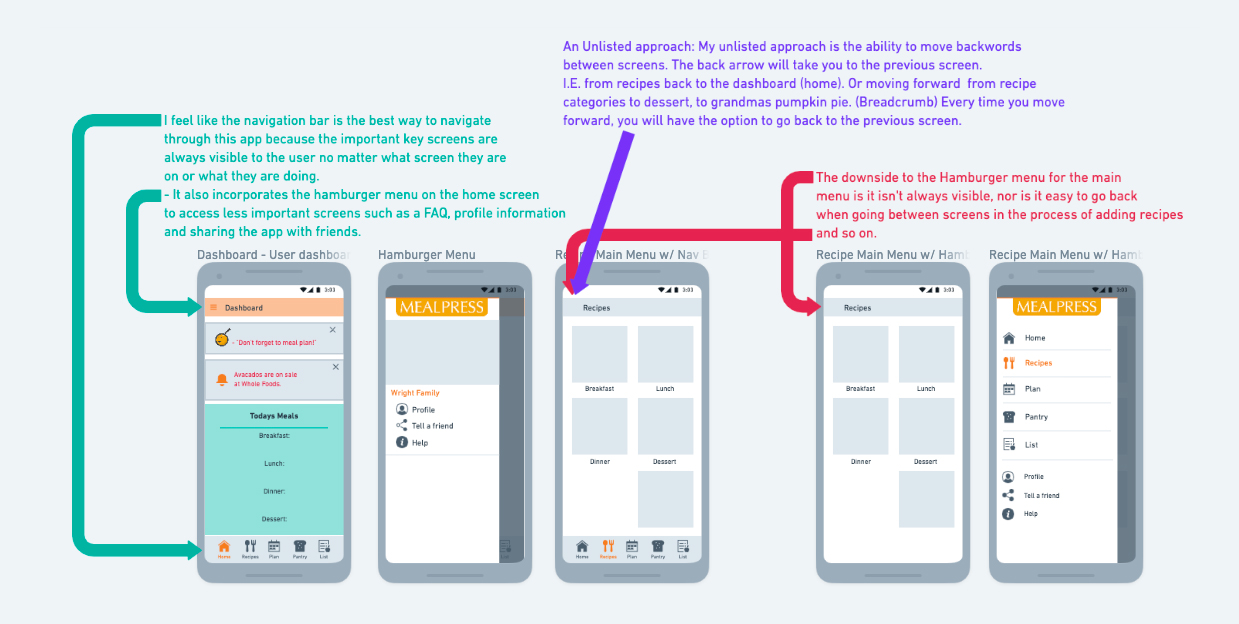 An Unlisted approach: My unlisted approach is the ability to move backwords
between screens. The back arrow will take you to the previous screen.
I.E. from recipes back to the dashboard (home). Or moving forward from recipe
categories to dessert, to grandmas pumpkin pie. (Breadcrumb) Every time you move
forward, you will have the option to go back to the previous screen.
I feel like the navigation bar is the best way to navigate
through this app because the important key screens are
always visible to the user no matter what screen they are
on or what they are doing.
- It also incorporates the hamburger menu on the home screen
to access less important screens such as a FAQ, profile information
and sharing the app with friends.
The downside to the Hamburger menu for the main
menu is it isn't always visible, nor is it easy to go back
when going between screens in the process of adding recipes
and so on.
Dashboard - User dashboar
3:03
Dashboard
- "Don't forget to meal plan!"
Avacados are on sale
at Whole Foods.
Todays Meals
Breakfast:
Lunch:
Dinner:
Dessert:
Home Recipes Plan Pantry List
Hamburger Menu
3:03
MEALPRESS
Wright Family
Profile
Tell a friend
Help
Main Menu w/ Nav
3:03
Recipes
Breakfast Lunch
Dinner Dessert
Home Recipes Plan Pantry List
Recipe Main Menu w/ Ham
3:03
Recipes
Breakfast Lunch
Dinner Dessert
Recipe Main Menu w/ Ham
3:03
MEALPRESS
Home
Recipes
Plan
Pantry
List
Profile
Tell a friend
Help